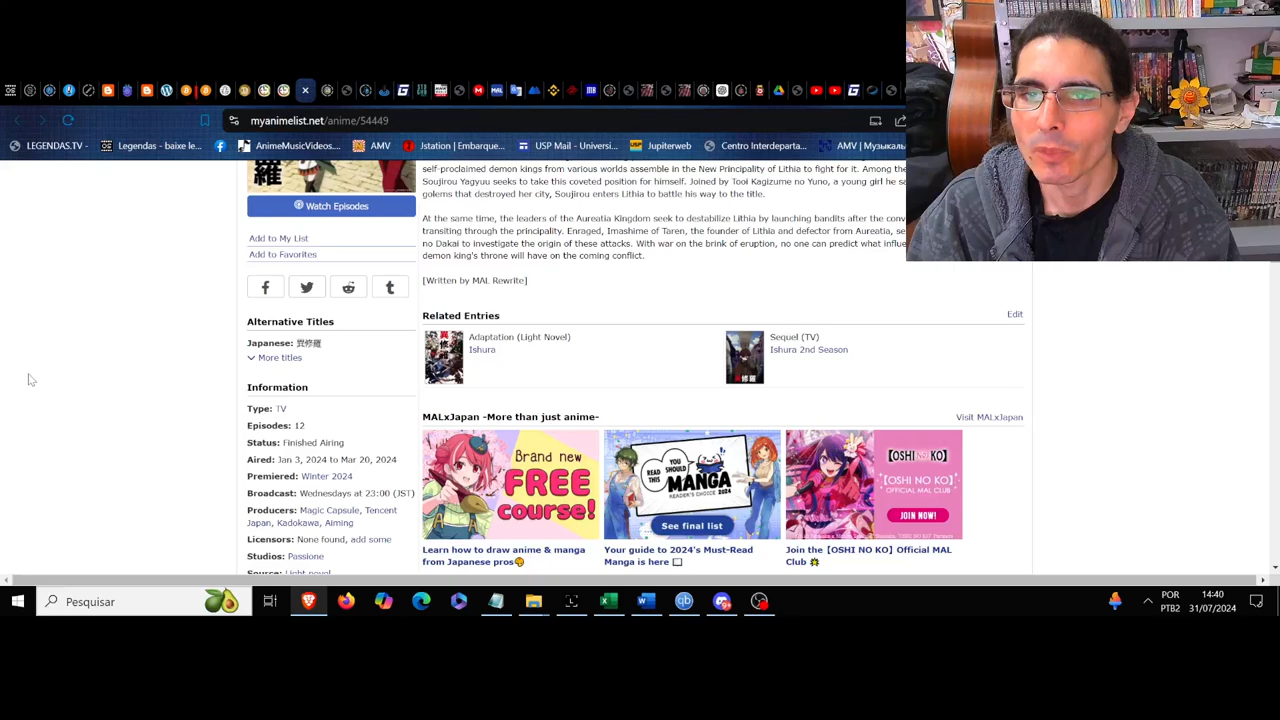 myanimelist.net/anime/54449
LEGENDAS.TV -
Legendas - baixe le...
AnimeMusicVideos....
AMV
Jstation | Embarque...
USP Mail - Universi...
Jupiterweb
Centro Interdeparta...
AMV | Музыкаль
self-proclaimed demon kings from various worlds assemble in the New Principality of Lithia to fight for it. Among the
Soujirou Yagyuu seeks to take this coveted position for himself. Joined by Tooi Kagizume no Yuno, a young girl he sa
golems that destroyed her city, Soujirou enters Lithia to battle his way to the title.
At the same time, the leaders of the Aureatia Kingdom seek to destabilize Lithia by launching bandits after the conv
transiting through the principality. Enraged, Imashime of Taren, the founder of Lithia and defector from Aureatia, se
no Dakai to investigate the origin of these attacks. With war on the brink of eruption, no one can predict what influe
demon king's throne will have on the coming conflict.
[Written by MAL Rewrite]
羅
Watch Episodes
Add to My List
Add to Favorites
Alternative Titles
Japanese: 異修羅
More titles
Information
Type: TV
Episodes: 12
Status: Finished Airing
Aired: Jan 3, 2024 to Mar 20, 2024
Premiered: Winter 2024
Broadcast: Wednesdays at 23:00 (JST)
Producers: Magic Capsule, Tencent
Japan, Kadokawa, Aiming
Licensors: None found, add some
Studios: Passione
Source: Light novel
Related Entries
Edit
異修羅
Adaptation (Light Novel)
Ishura
異修羅
Sequel (TV)
Ishura 2nd Season
MALxJapan -More than just anime-
Visit MALxJapan
Brand new
FREE
course!
READ THIS
YOU SHOULD
MANGA
READER'S CHOICE 2024
See final list
【OSHI NO KO】
【OSHI NO KO】
OFFICIAL MAL CLUB
JOIN NOW!
Learn how to draw anime & manga
from Japanese pros
Your guide to 2024's Must-Read
Manga is here
Join the【OSHI NO KO】Official MAL
Club
Pesquisar
POR
PTB2
14:40
31/07/2024